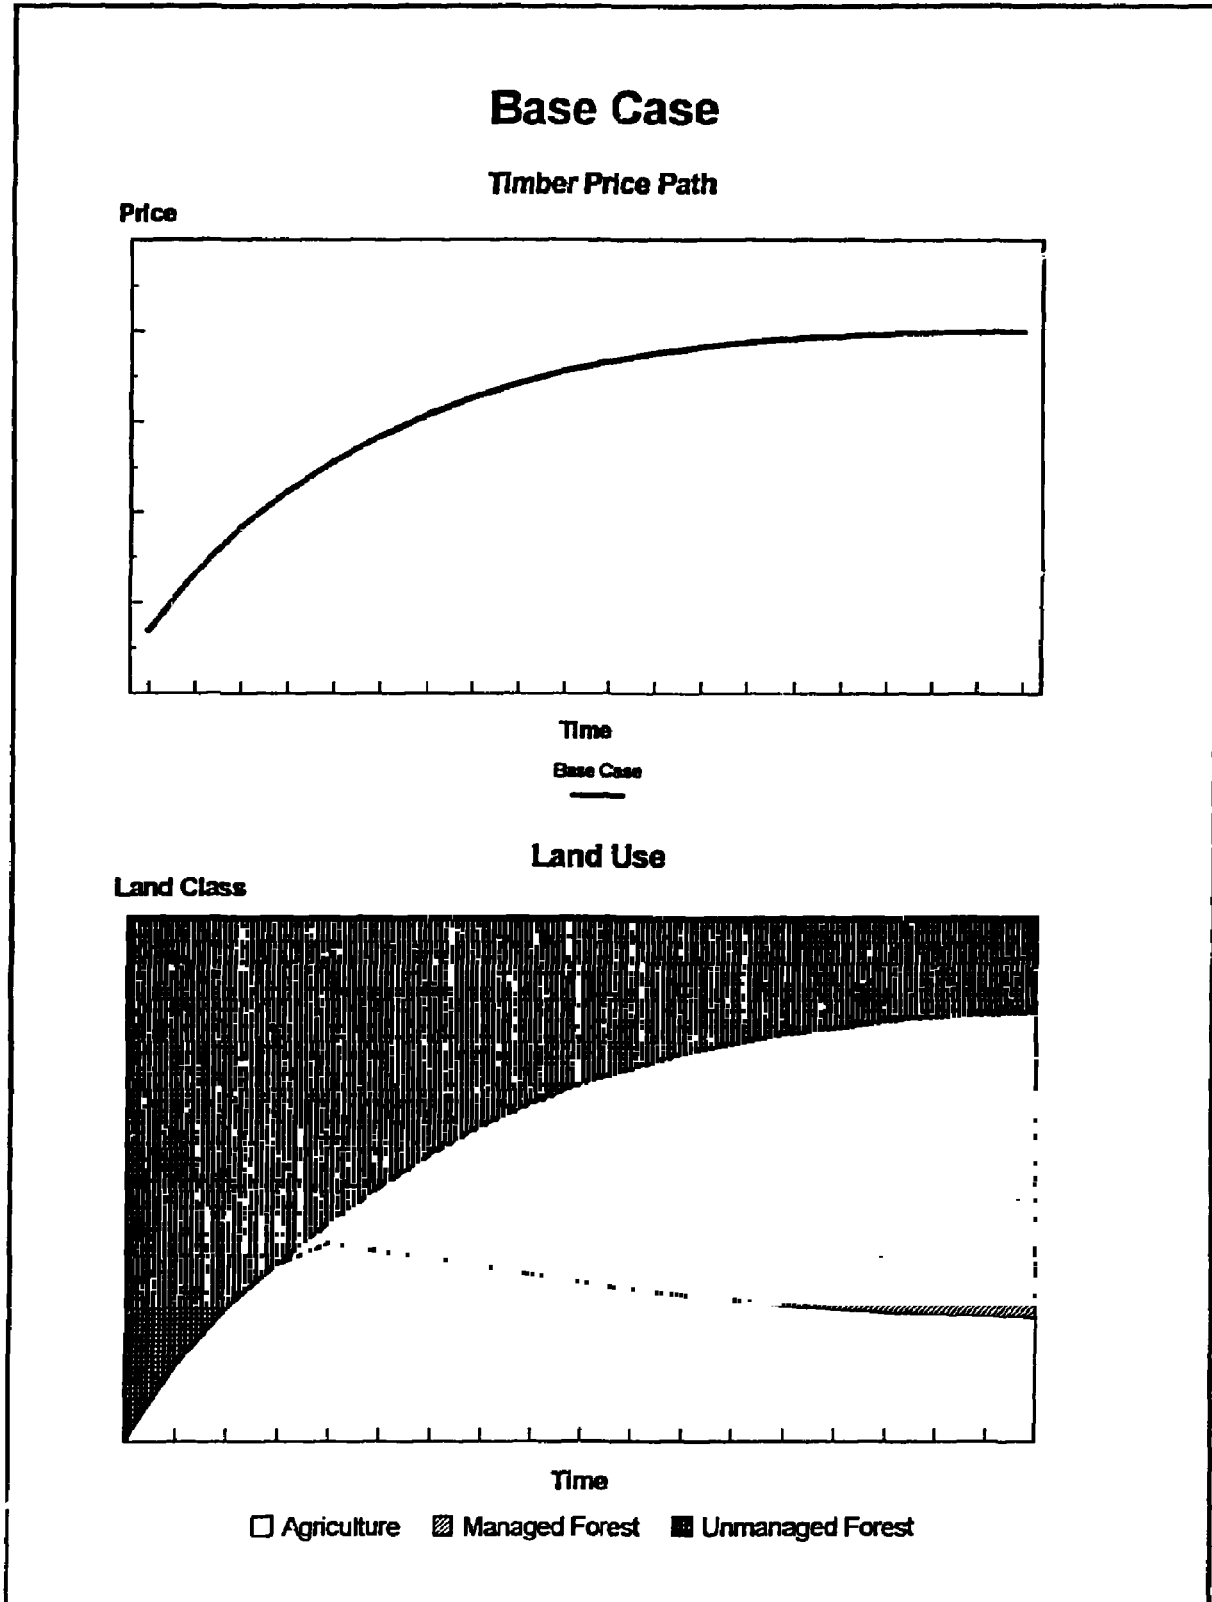 Base Case
Timber Price Path
Price
Time
Base Case
Land Use
Land Class
Time
Agriculture Managed Forest Unmanaged Forest